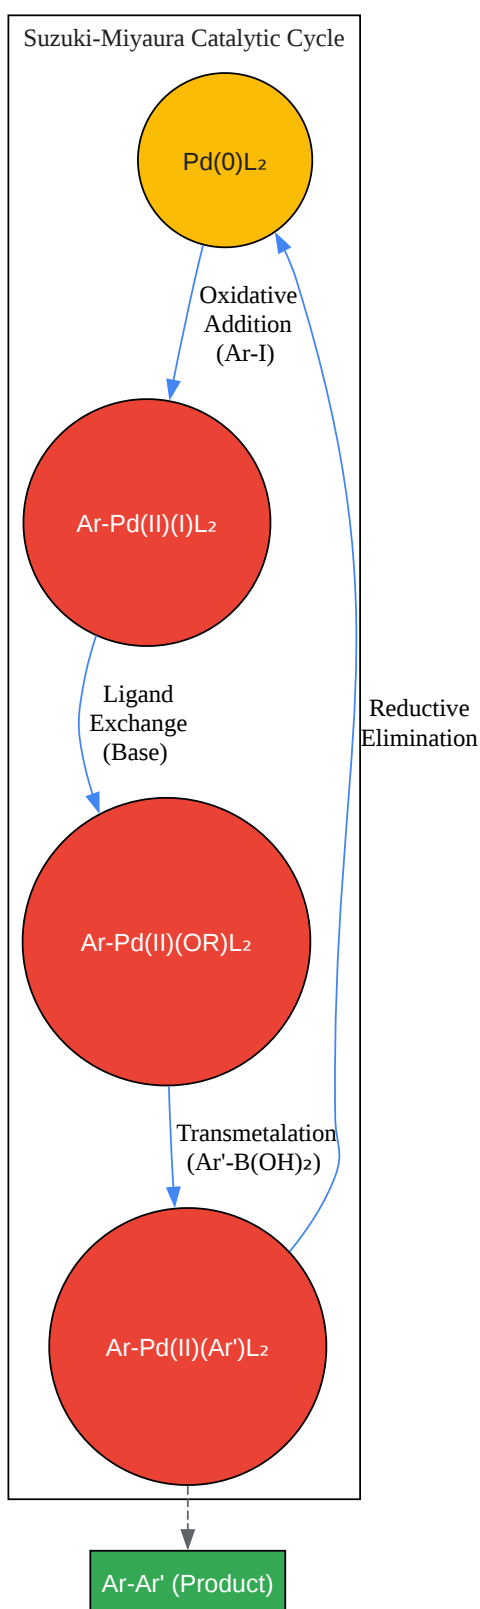 Suzuki-Miyaura Catalytic Cycle
Pd(0)L₂
Oxidative
Addition
(Ar-I)
Ar-Pd(II)(I)L₂
Ligand
Exchange
(Base)
Reductive
Elimination
Ar-Pd(II)(OR)L₂
Transmetalation
(Ar'-B(OH)₂)
Ar-Pd(II)(Ar')L₂
Ar-Ar' (Product)